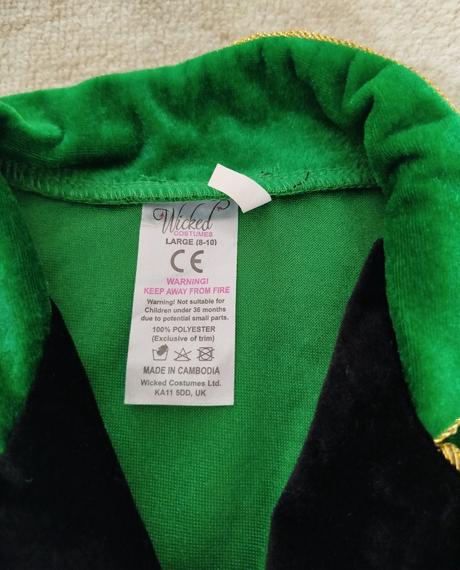 Wicked
COSTUMES
LARGE (8-10)
CE
WARNING!
KEEP AWAY FROM FIRE
Warning! Not suitable for
Children under 36 months
due to potential small parts.
100% POLYESTER
(Exclusive of trim)
MADE IN CAMBODIA
Wicked Costumes Ltd.
KA11 5DD, UK